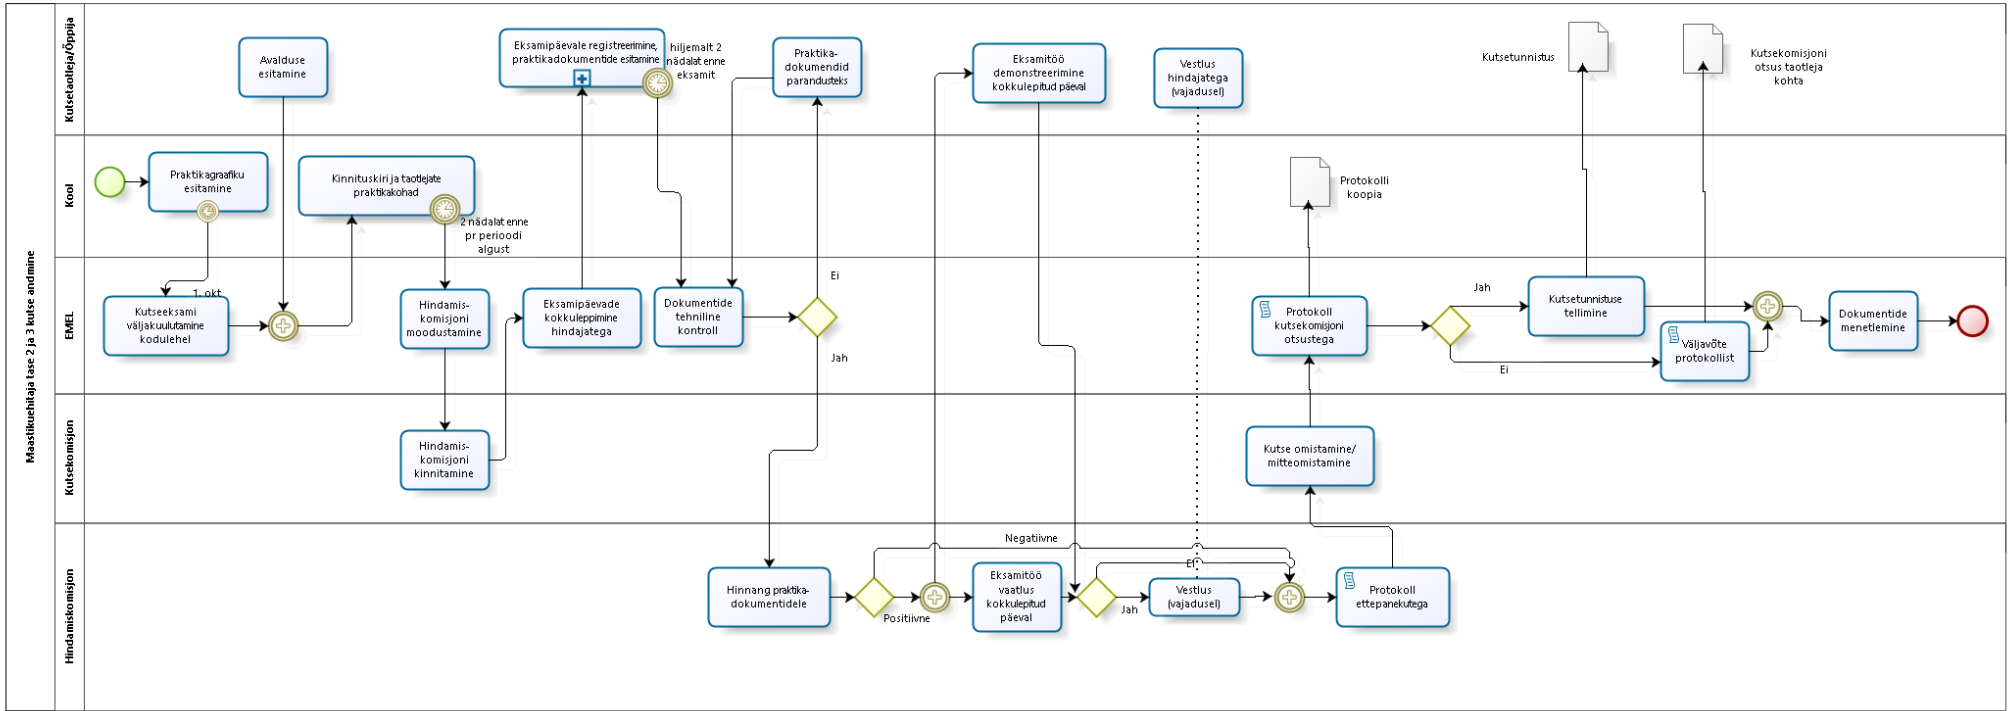 Maastikuehitaja tase 2 ja 3 kutse andmine
Kutsetaotleja/Õppija
Avalduse
esitamine
Eksamipäevale registreerimine,
praktikadokumentide esitamine
hiljemalt 2
nädalat enne
eksamit
Praktika-
dokumendid
parandusteks
Eksamitöö
demonstreerimine
kokkulepitud päeval
Vestlus
hindajatega
(vajadusel)
Kutsetunnistus
Kutsekomisjoni
otsus taotleja
kohta
Kool
Praktikagraafiku
esitamine
Kinnituskiri ja taotlejate
praktikakohad
2 nädalat enne
pr perioodi
algust
Protokolli
koopia
EMEL
1. okt
Kutseeksami
väljakuulutamine
kodulehel
Hindamis-
komisjoni
moodustamine
Eksamipäevade
kokkuleppimine
hindajatega
Dokumentide
tehniline
kontroll
Ei
Jah
Protokoll
kutsekomisjoni
otsustega
Jah
Ei
Kutsetunnistuse
tellimine
Väljavõte
protokollist
Dokumentide
menetlemine
Kutsekomisjon
Hindamis-
komisjoni
kinnitamine
Kutse omistamine/
mitteomistamine
Hindamiskomisjon
Hinnang praktika-
dokumentidele
Negatiivne
Positiivne
Eksamitöö
vaatlus
kokkulepitud
päeval
Ei
Jah
Vestlus
(vajadusel)
Protokoll
ettepanekutega